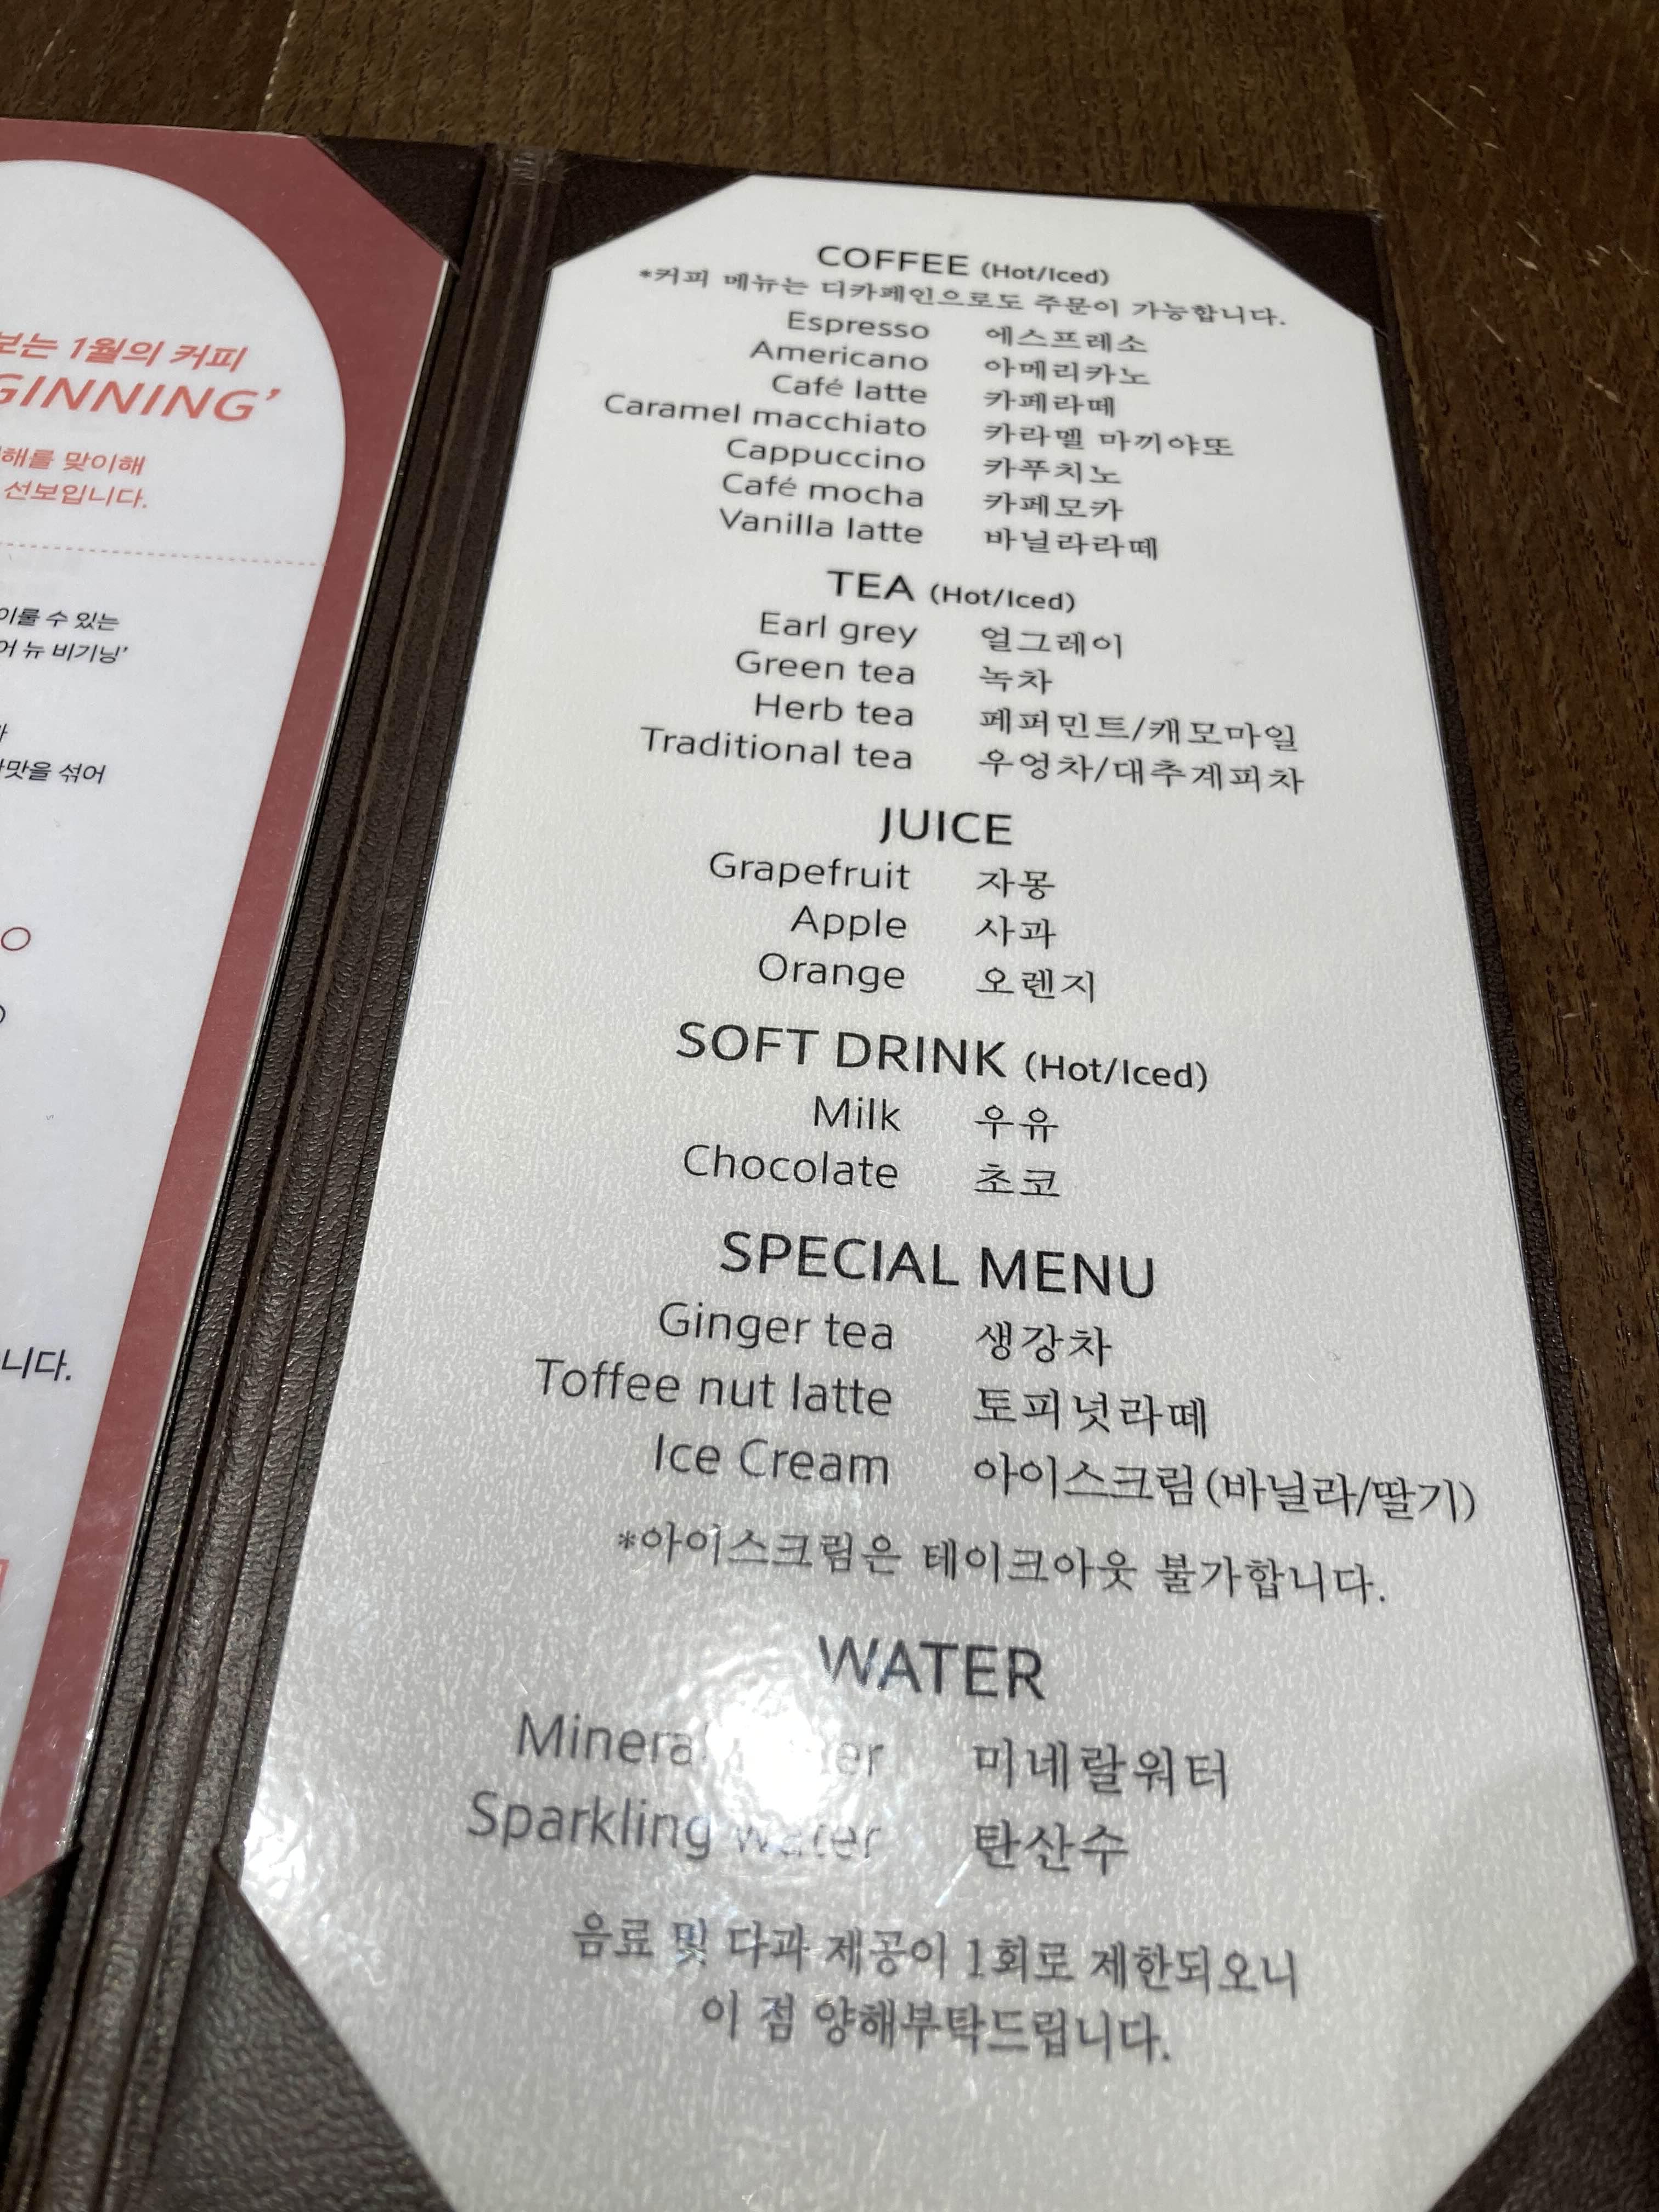 보는 1월의 커피
GINNING’
해를 맞이해
선보입니다.
이룰 수 있는
어 뉴 비기닝’
맛을 섞어
니다.
COFFEE (Hot/Iced)
*커피 메뉴는 디카페인으로도 주문이 가능합니다.
Espresso 에스프레소
Americano 아메리카노
Café latte 카페라떼
Caramel macchiato 카라멜 마끼야또
Cappuccino 카푸치노
Café mocha 카페모카
Vanilla latte 바닐라라떼
TEA (Hot/Iced)
Earl grey 얼그레이
Green tea 녹차
Herb tea 페퍼민트/캐모마일
Traditional tea 우엉차/대추계피차
JUICE
Grapefruit 자몽
Apple 사과
Orange 오렌지
SOFT DRINK (Hot/Iced)
Milk 우유
Chocolate 초코
SPECIAL MENU
Ginger tea 생강차
Toffee nut latte 토피넛라떼
Ice Cream 아이스크림(바닐라/딸기)
*아이스크림은 테이크아웃 불가합니다.
WATER
Mineral water 미네랄워터
Sparkling water 탄산수
음료 및 다과 제공이 1회로 제한되오니
이 점 양해부탁드립니다.